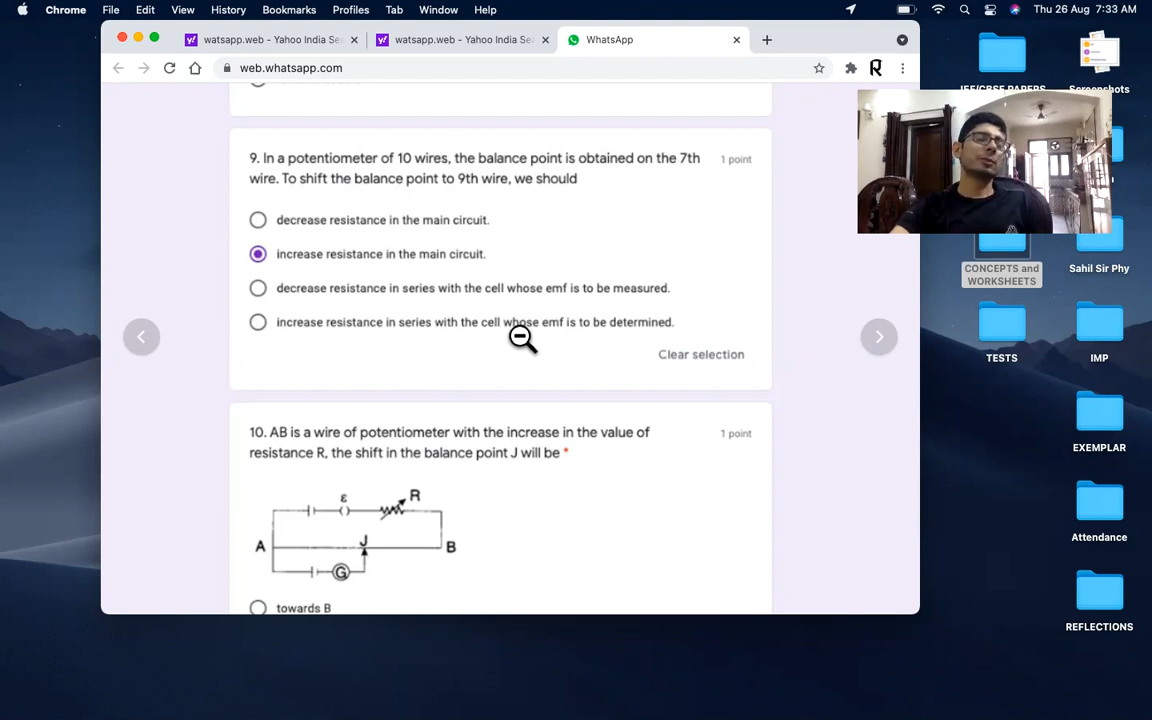 Chrome File Edit View History Bookmarks Profiles Tab Window Help
Thu 26 Aug 7:33 AM
watsapp.web - Yahoo India Se
watsapp.web - Yahoo India Se
WhatsApp
web.whatsapp.com
9. In a potentiometer of 10 wires, the balance point is obtained on the 7th
wire. To shift the balance point to 9th wire, we should
1 point
decrease resistance in the main circuit.
increase resistance in the main circuit.
decrease resistance in series with the cell whose emf is to be measured.
increase resistance in series with the cell whose emf is to be determined.
Clear selection
10. AB is a wire of potentiometer with the increase in the value of
resistance R, the shift in the balance point J will be *
1 point
ε
R
A
J
B
G
towards B
JEE/CBSE PAPERS
Screenshots
CONCEPTS and
WORKSHEETS
Sahil Sir Phy
TESTS
IMP
EXEMPLAR
Attendance
REFLECTIONS